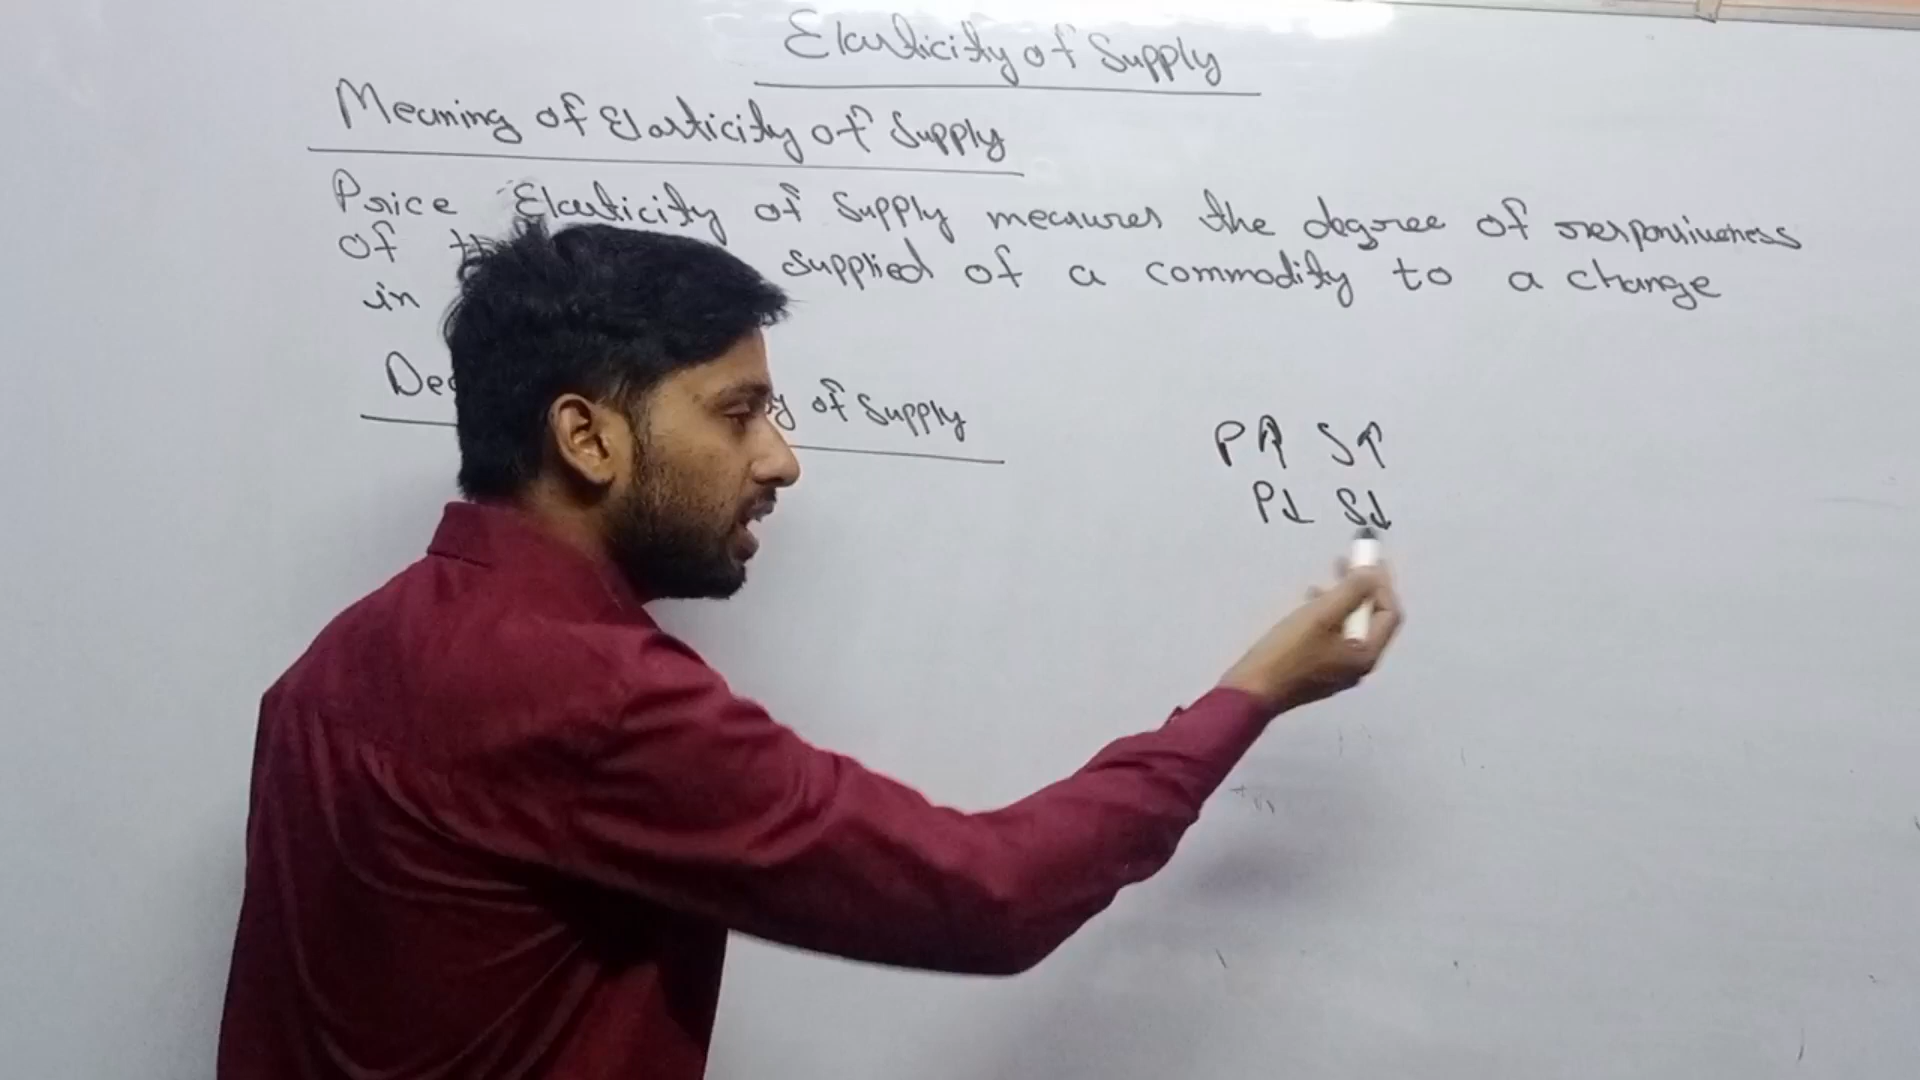 Elasticity of Supply
Meaning of Elasticity of Supply
Price Elasticity of Supply measures the degree of responsiveness
of supplied of a commodity to a change
in
of Supply
P↑ S↑
P↓ S↓